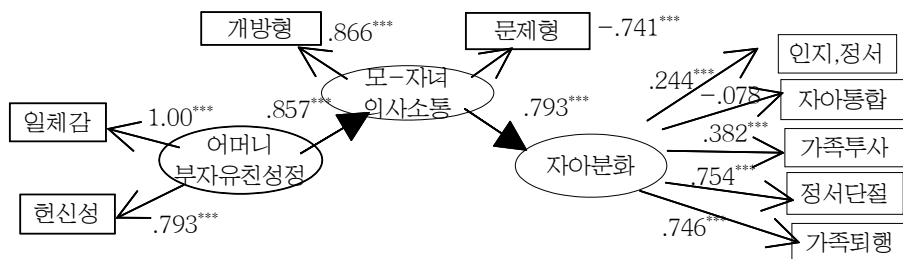 개방형
.866***
문제형
-.741***
인지,정서
모-자녀
의사소통
.244***
-.078
자아통합
일체감
1.00***
.857***
.793***
.382***
가족투사
어머니
부자유친성정
자아분화
.754***
정서단절
헌신성
.793***
.746***
가족퇴행